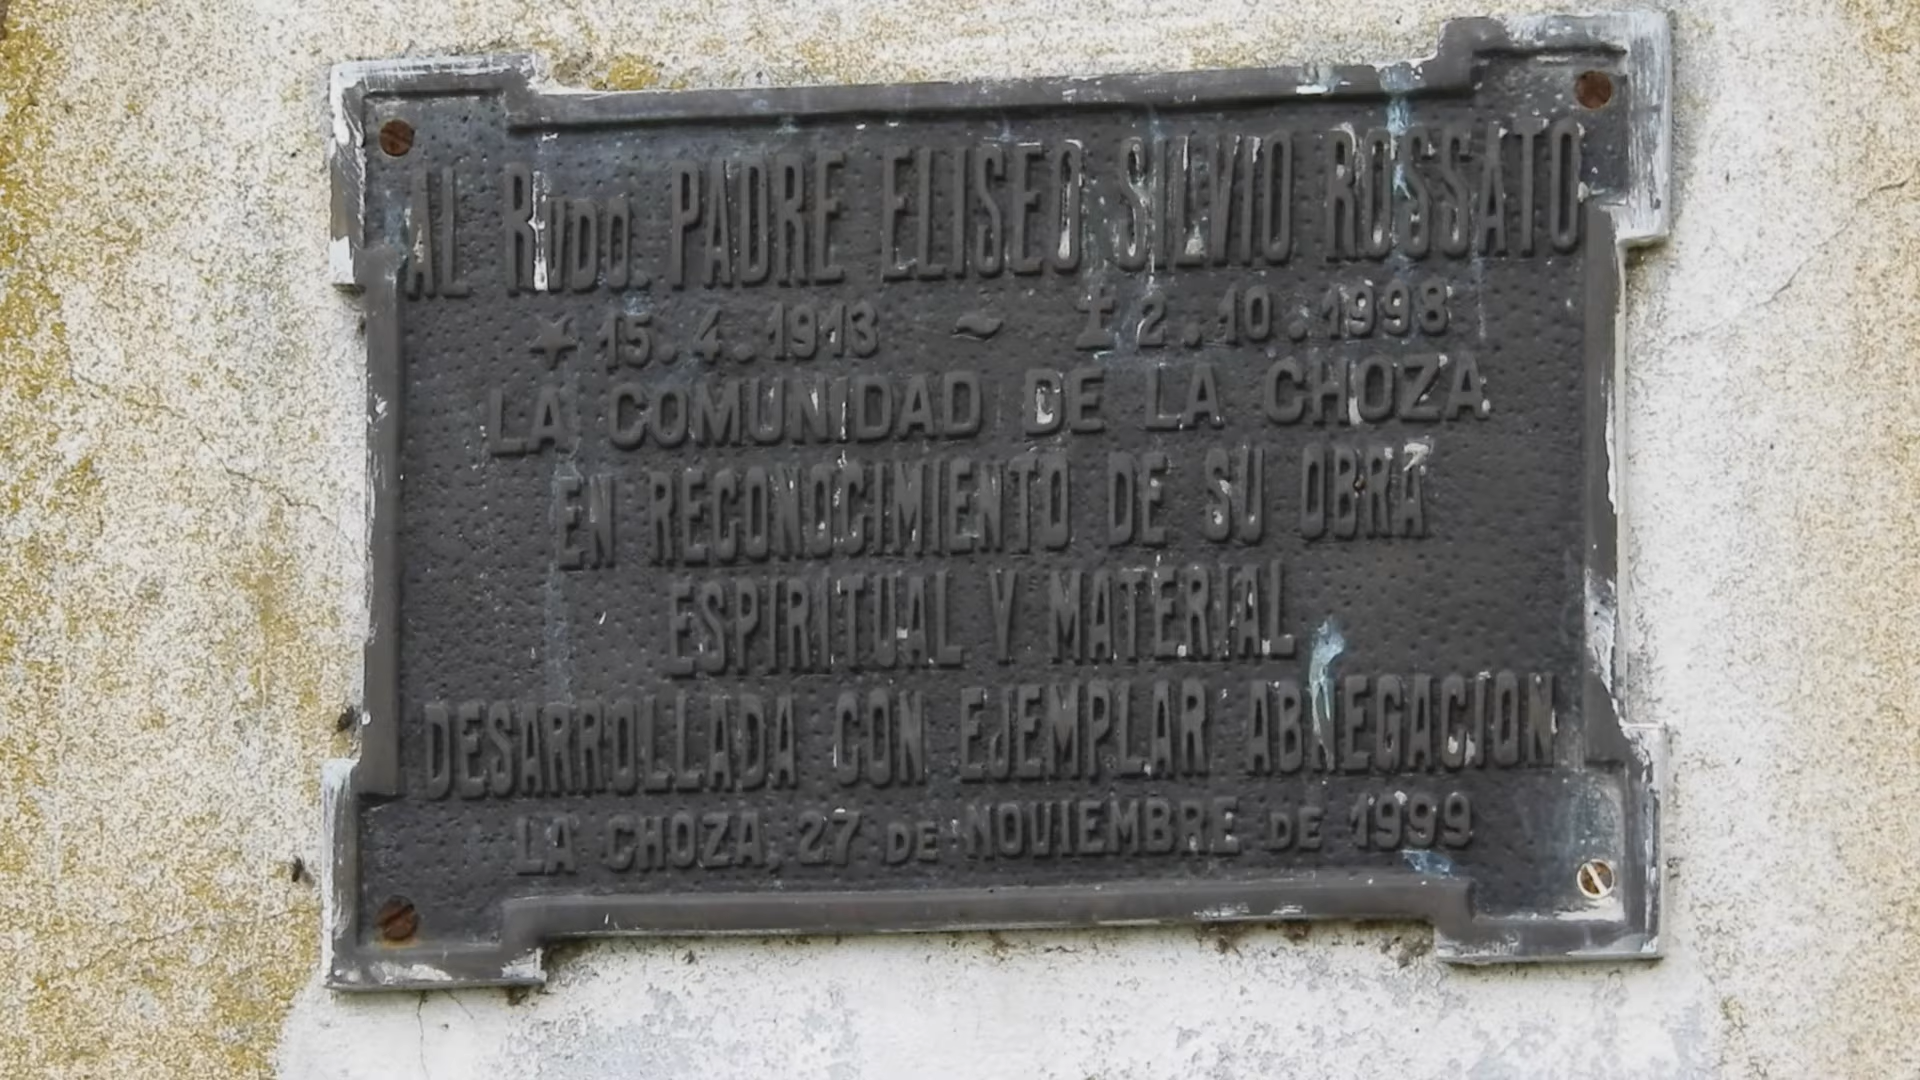 AL RVDO. PADRE ELISEO SILVIO ROSSATO
✶ 15.4.1913 ~ ✝ 2.10.1998
LA COMUNIDAD DE LA CHOZA
EN RECONOCIMIENTO DE SU OBRA
ESPIRITUAL Y MATERIAL
DESARROLLADA CON EJEMPLAR ABNEGACION
LA CHOZA, 27 DE NOVIEMBRE DE 1999